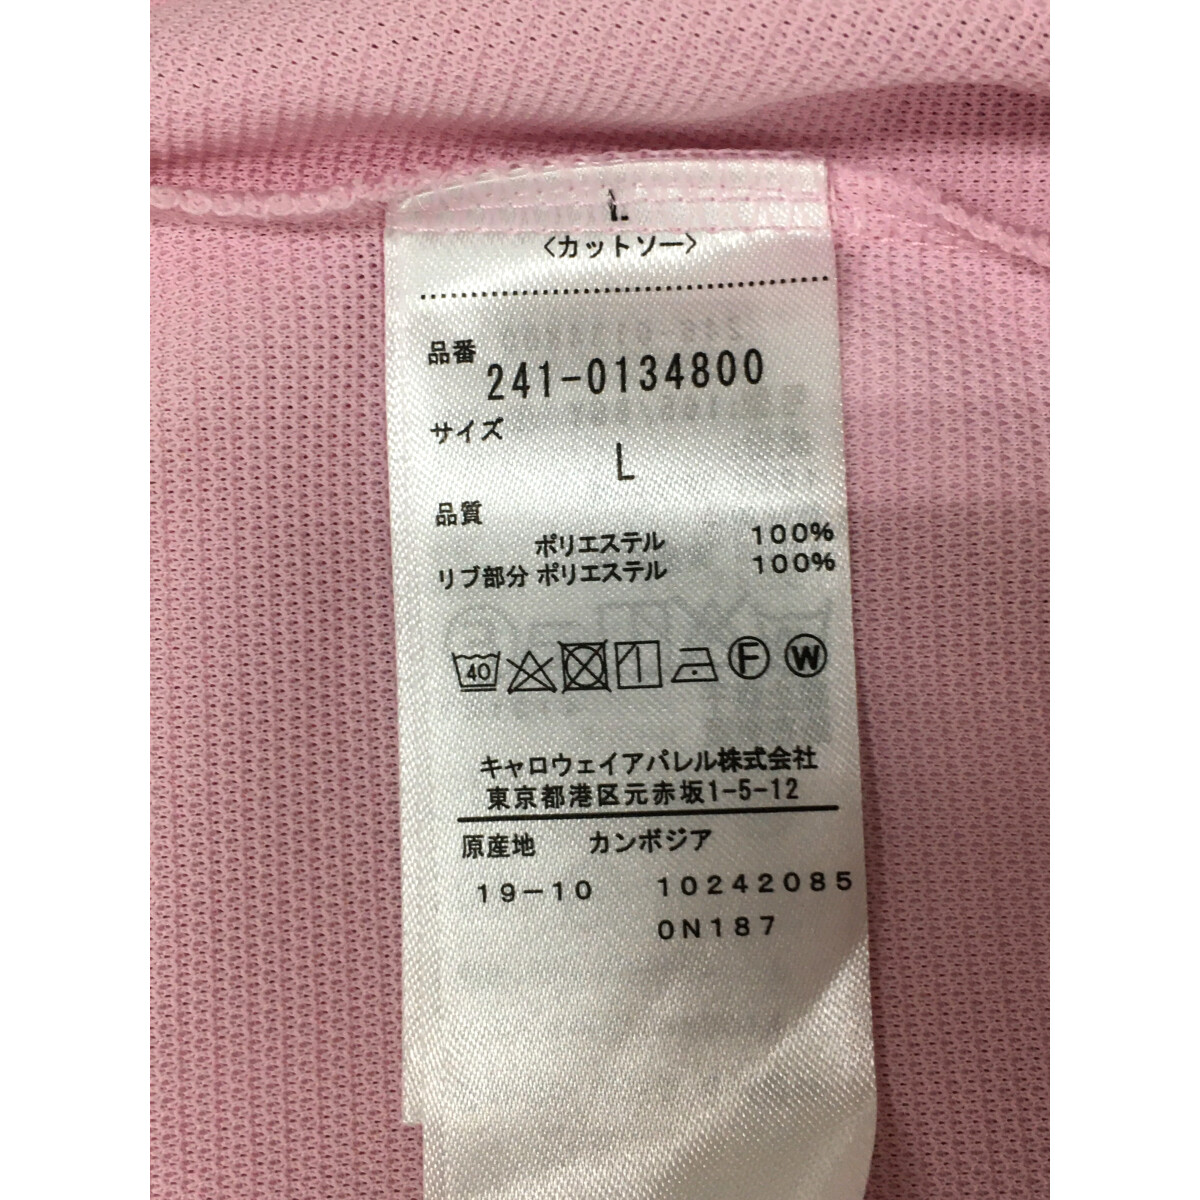 L
<カットソー>
品番
241-0134800
サイズ
L
品質
ポリエステル 100%
リブ部分 ポリエステル 100%
40 F W
キャロウェイアパレル株式会社
東京都港区元赤坂1-5-12
原産地 カンボジア
19-10 10242085
0N187